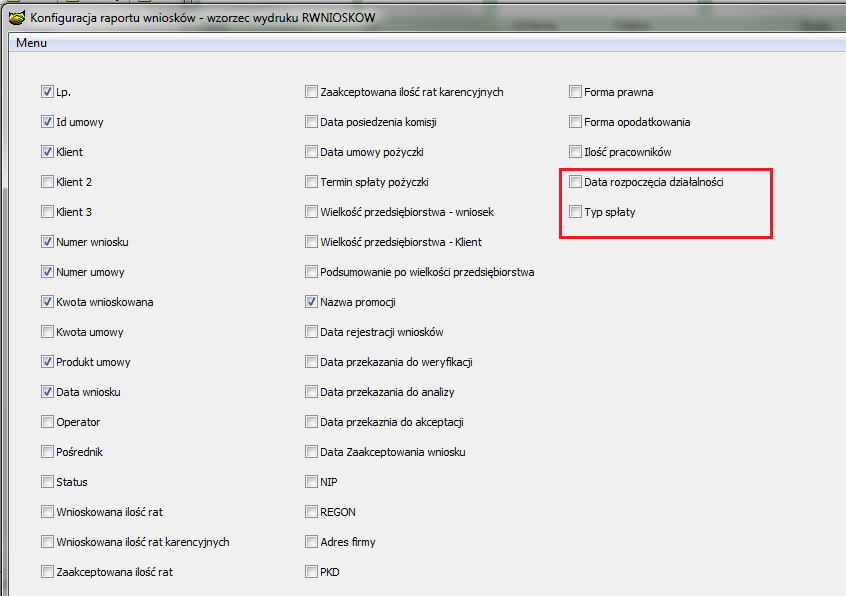 Konfiguracja raportu wniosków - wzorzec wydruku RWNIOSKOW
Menu
Lp.
Id umowy
Klient
Klient 2
Klient 3
Numer wniosku
Numer umowy
Kwota wnioskowana
Kwota umowy
Produkt umowy
Data wniosku
Operator
Pośrednik
Status
Wnioskowana ilość rat
Wnioskowana ilość rat karencyjnych
Zaakceptowana ilość rat
Zaakceptowana ilość rat karencyjnych
Data posiedzenia komisji
Data umowy pożyczki
Termin spłaty pożyczki
Wielkość przedsiębiorstwa - wniosek
Wielkość przedsiębiorstwa - Klient
Podsumowanie po wielkości przedsiębiorstwa
Nazwa promocji
Data rejestracji wniosków
Data przekazania do weryfikacji
Data przekazania do analizy
Data przekaznia do akceptacji
Data Zaakceptowania wniosku
NIP
REGON
Adres firmy
PKD
Forma prawna
Forma opodatkowania
Ilość pracowników
Data rozpoczęcia działalności
Typ spłaty